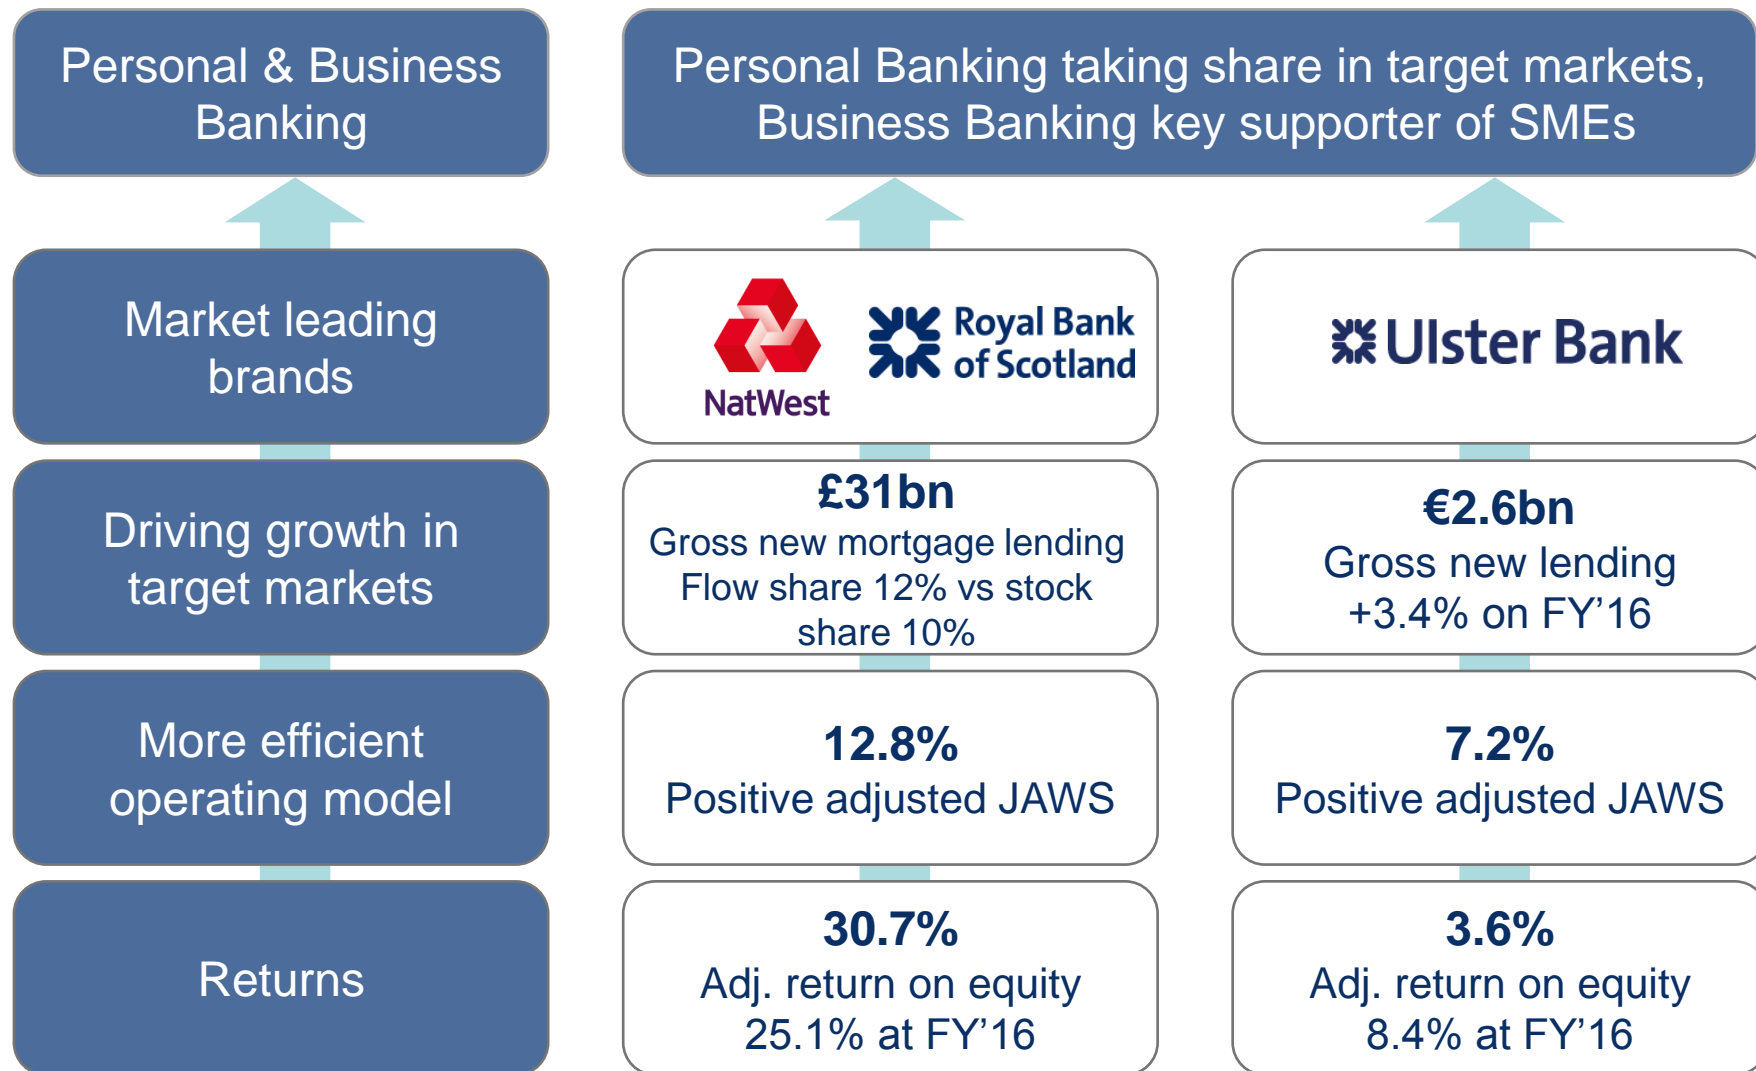 Personal & Business
Banking
Personal Banking taking share in target markets,
Business Banking key supporter of SMEs
Market leading
brands
NatWest
Royal Bank
of Scotland
Ulster Bank
Driving growth in
target markets
£31bn
Gross new mortgage lending
Flow share 12% vs stock
share 10%
€2.6bn
Gross new lending
+3.4% on FY’16
More efficient
operating model
12.8%
Positive adjusted JAWS
7.2%
Positive adjusted JAWS
Returns
30.7%
Adj. return on equity
25.1% at FY’16
3.6%
Adj. return on equity
8.4% at FY’16